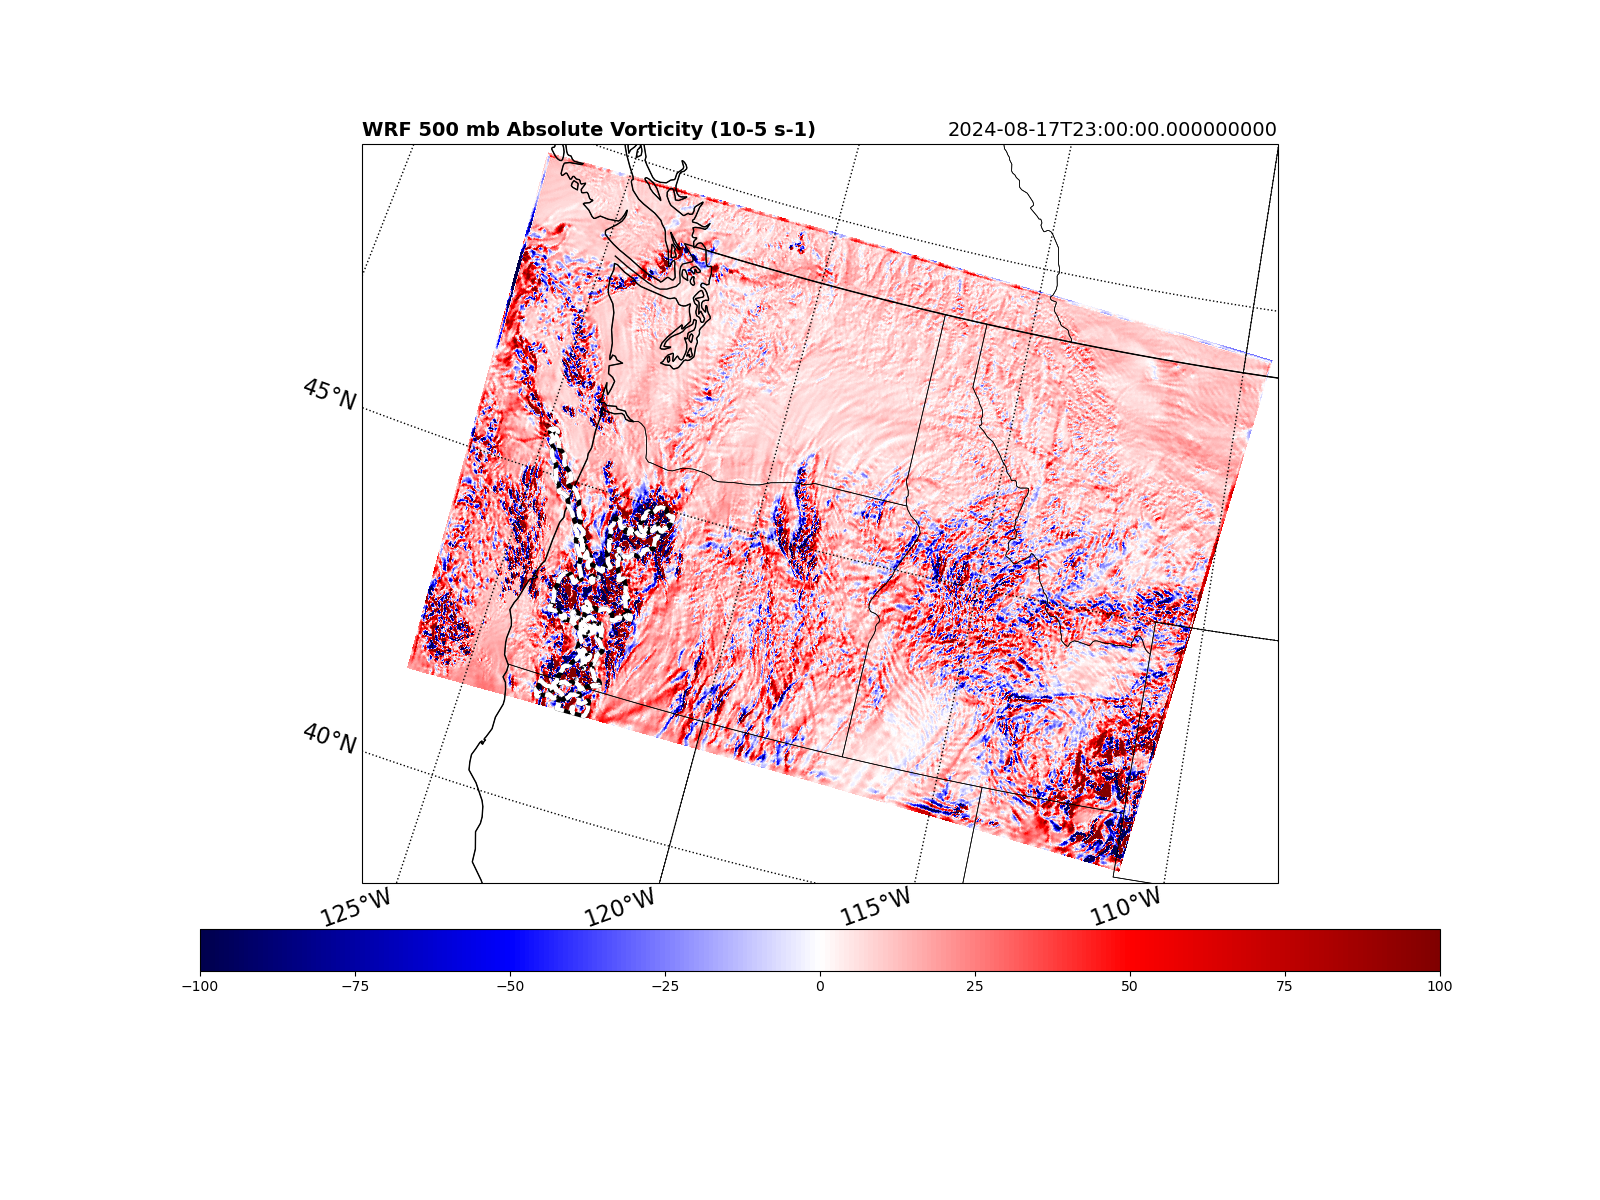 WRF 500 mb Absolute Vorticity (10-5 s-1) 2024-08-17T23:00:00.000000000
45°N
40°N
125°W 120°W 115°W 110°W
−100 −75 −50 −25 0 25 50 75 100